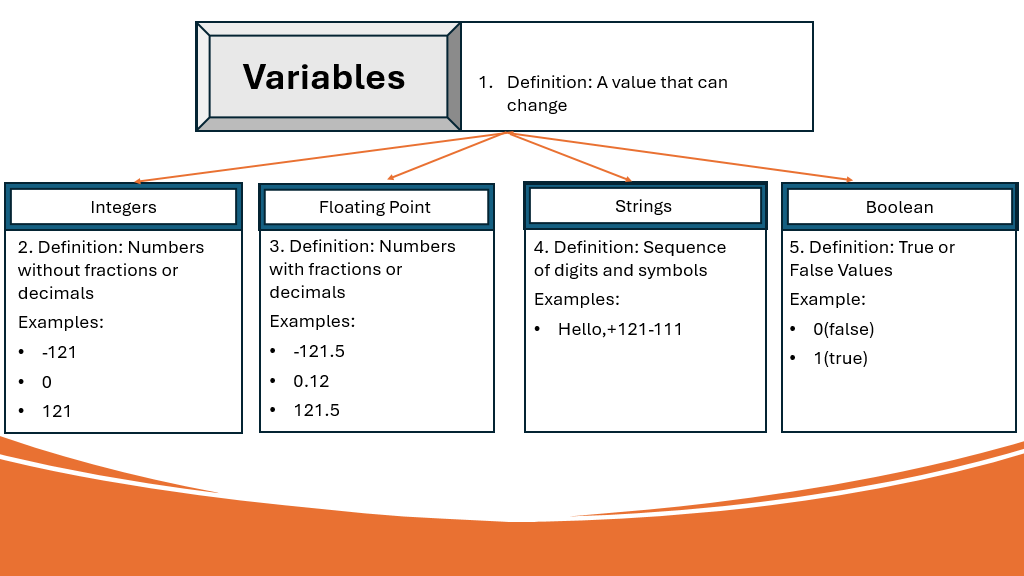 Variables
1. Definition: A value that can
change
Integers
2. Definition: Numbers
without fractions or
decimals
Examples:
• -121
• 0
• 121
Floating Point
3. Definition: Numbers
with fractions or
decimals
Examples:
• -121.5
• 0.12
• 121.5
Strings
4. Definition: Sequence
of digits and symbols
Examples:
• Hello,+121-111
Boolean
5. Definition: True or
False Values
Example:
• 0(false)
• 1(true)